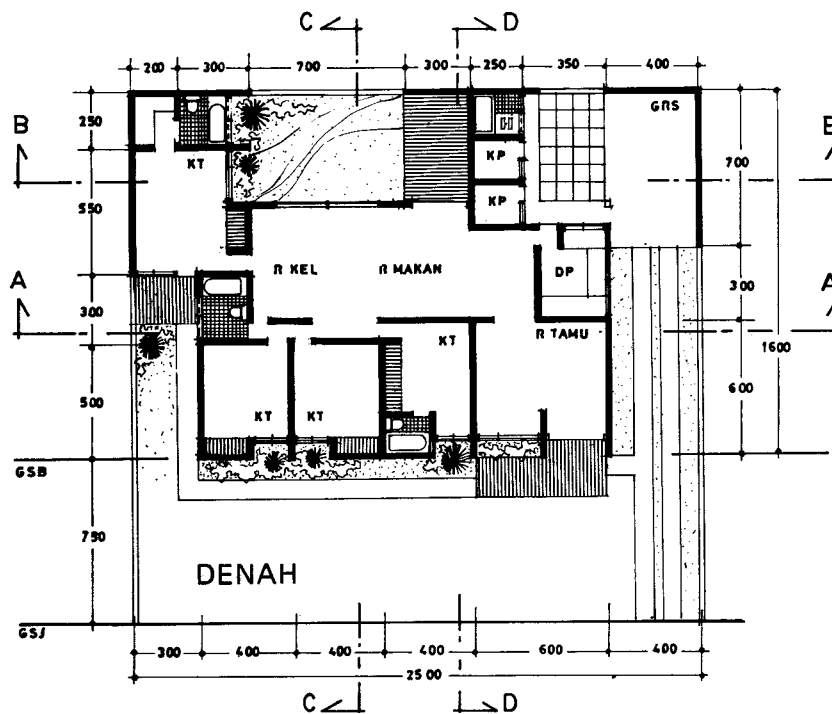 C D
200 300 700 300 250 350 400
GRS
250
B B
KT KP
700
KP
550
R KEL R MAKAN DP
A A
300
300
R TAMU
KT
1600
500
600
KT KT
GSB
750
DENAH
GSJ
300 400 400 400 600 400
2500
C D